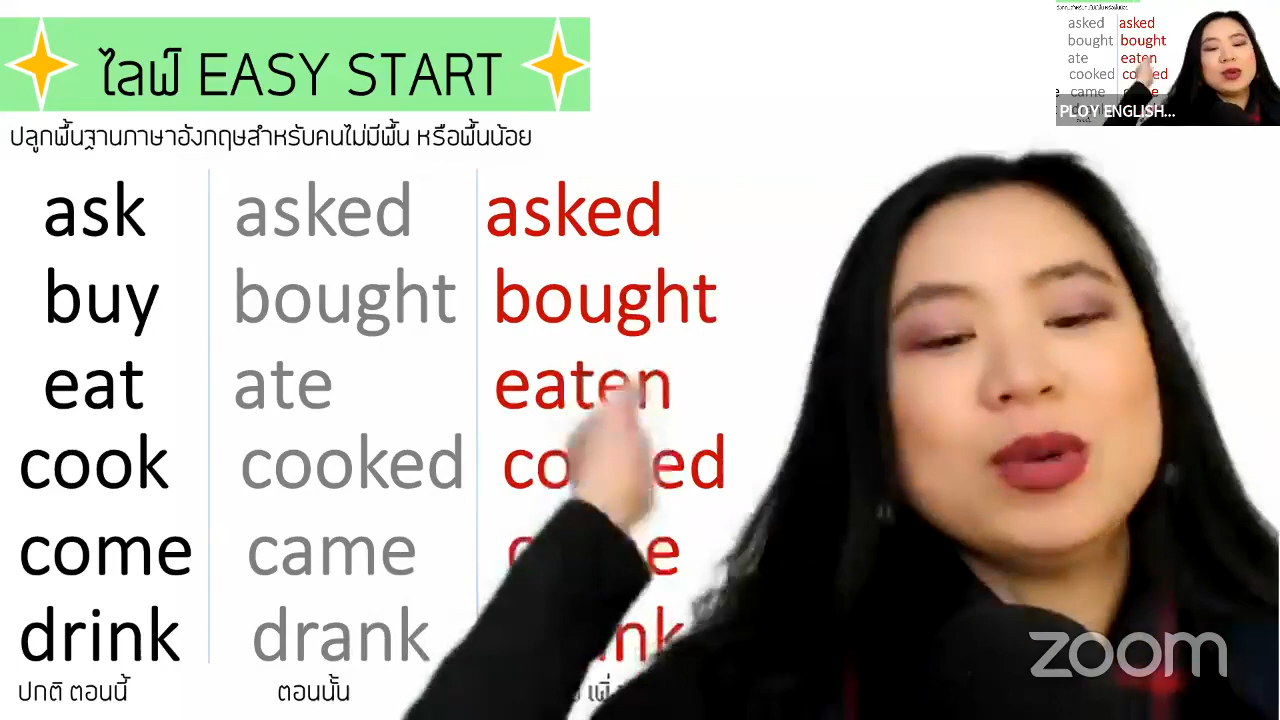 ไลฟ์ EASY START
ปลูกพื้นฐานภาษาอังกฤษสำหรับคนไม่มีพื้น หรือพื้นน้อย
ask asked asked
buy bought bought
eat ate eaten
cook cooked
come came
drink drank
ปกติ ตอนนี้ ตอนนั้น
asked asked
bought bought
ate eaten
cooked
came
PLOY ENGLISH...
zoom